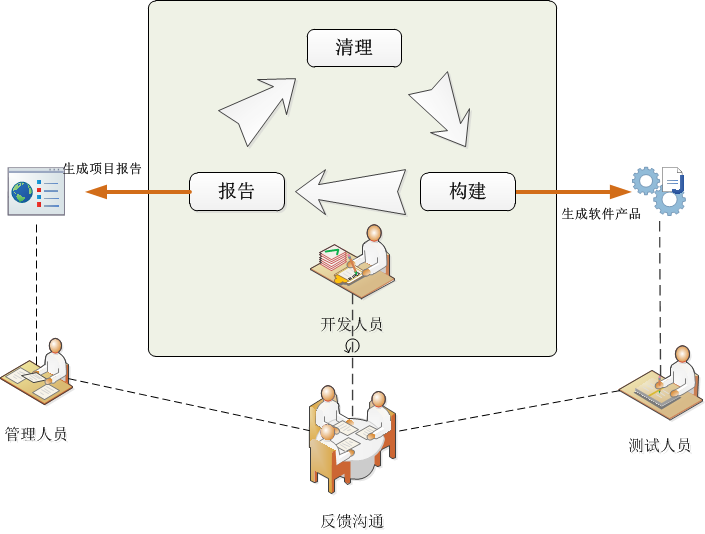 清理
生成项目报告
报告
构建
生成软件产品
开发人员
管理人员
测试人员
反馈沟通